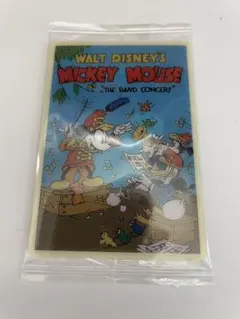 WALT DISNEY'S
MICKEY MOUSE
"THE BAND CONCERT"